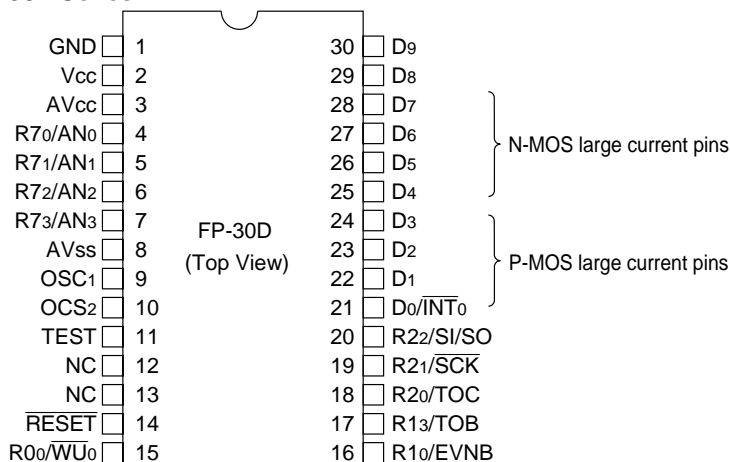 GND 1 30 D9
Vcc 2 29 D8
AVcc 3 28 D7
R70/AN0 4 27 D6
N-MOS large current pins
R71/AN1 5 26 D5
R72/AN2 6 25 D4
R73/AN3 7 24 D3
FP-30D
AVss 8 23 D2
(Top View)
P-MOS large current pins
OSC1 9 22 D1
OCS2 10 21 D0/INT0
TEST 11 20 R22/SI/SO
NC 12 19 R21/SCK
NC 13 18 R20/TOC
RESET 14 17 R13/TOB
R00/WU0 15 16 R10/EVNB